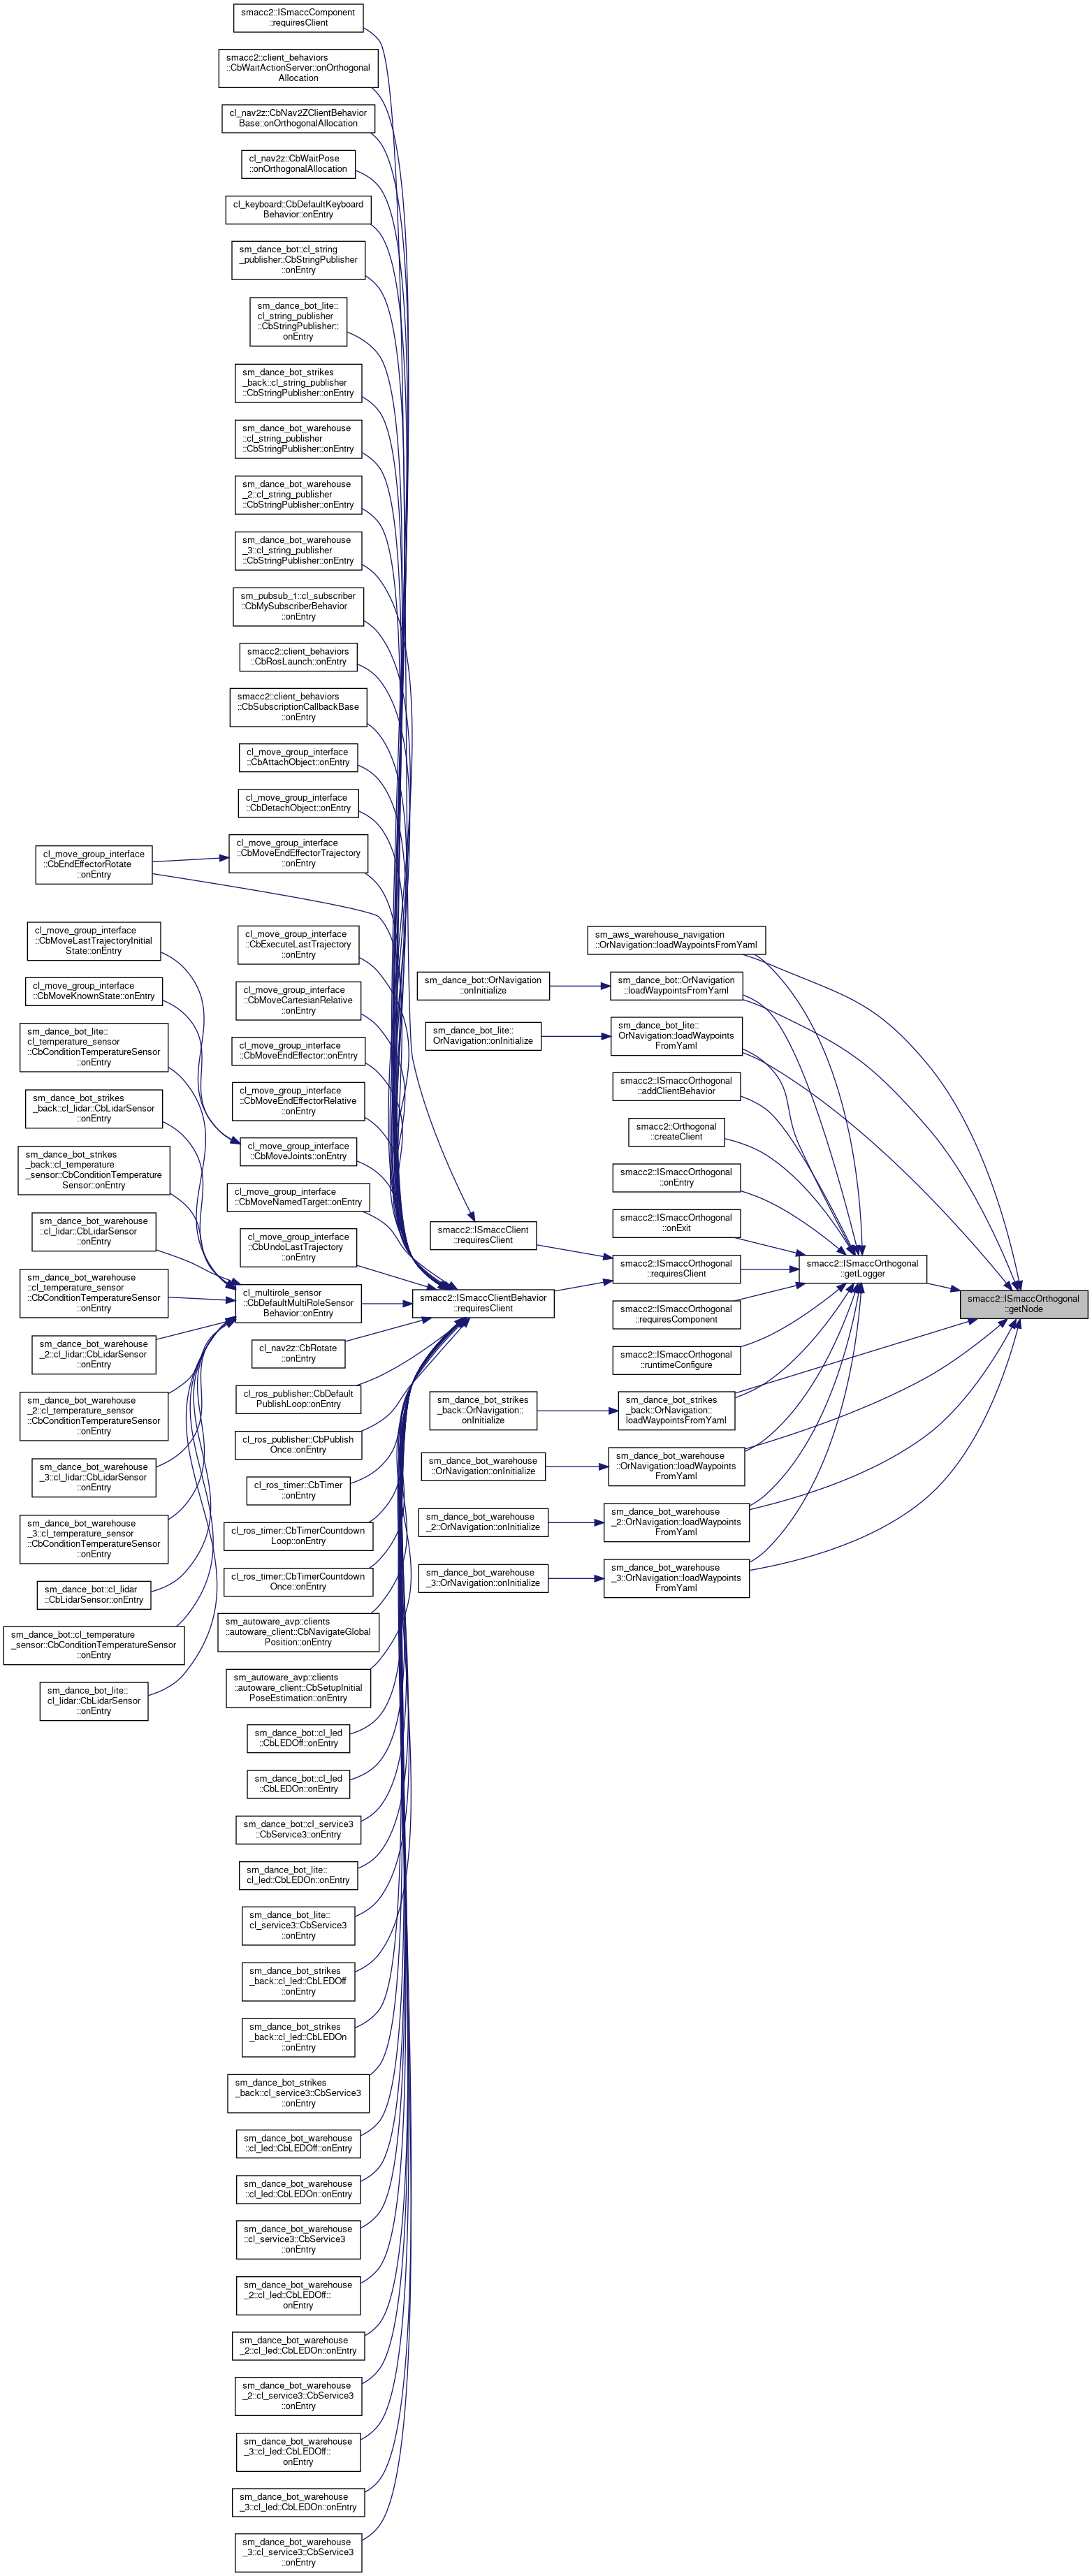 smacc2::ISmaccComponent
::requiresClient
smacc2::client_behaviors
::CbWaitActionServer::onOrthogonal
Allocation
cl_nav2z::CbNav2ZClientBehavior
Base::onOrthogonalAllocation
cl_nav2z::CbWaitPose
::onOrthogonalAllocation
cl_keyboard::CbDefaultKeyboard
Behavior::onEntry
sm_dance_bot::cl_string
_publisher::CbStringPublisher
::onEntry
sm_dance_bot_lite::
cl_string_publisher
::CbStringPublisher::
onEntry
sm_dance_bot_strikes
_back::cl_string_publisher
::CbStringPublisher::onEntry
sm_dance_bot_warehouse
::cl_string_publisher
::CbStringPublisher::onEntry
sm_dance_bot_warehouse
_2::cl_string_publisher
::CbStringPublisher::onEntry
sm_dance_bot_warehouse
_3::cl_string_publisher
::CbStringPublisher::onEntry
sm_pubsub_1::cl_subscriber
::CbMySubscriberBehavior
::onEntry
smacc2::client_behaviors
::CbRosLaunch::onEntry
smacc2::client_behaviors
::CbSubscriptionCallbackBase
::onEntry
cl_move_group_interface
::CbAttachObject::onEntry
cl_move_group_interface
::CbDetachObject::onEntry
cl_move_group_interface
::CbMoveEndEffectorTrajectory
::onEntry
cl_move_group_interface
::CbEndEffectorRotate
::onEntry
cl_move_group_interface
::CbExecuteLastTrajectory
::onEntry
cl_move_group_interface
::CbMoveCartesianRelative
::onEntry
cl_move_group_interface
::CbMoveEndEffector::onEntry
cl_move_group_interface
::CbMoveEndEffectorRelative
::onEntry
cl_move_group_interface
::CbMoveJoints::onEntry
cl_move_group_interface
::CbMoveNamedTarget::onEntry
cl_move_group_interface
::CbUndoLastTrajectory
::onEntry
cl_multirole_sensor
::CbDefaultMultiRoleSensor
Behavior::onEntry
cl_nav2z::CbRotate
::onEntry
cl_ros_publisher::CbDefault
PublishLoop::onEntry
cl_ros_publisher::CbPublish
Once::onEntry
cl_ros_timer::CbTimer
::onEntry
cl_ros_timer::CbTimerCountdown
Loop::onEntry
cl_ros_timer::CbTimerCountdown
Once::onEntry
sm_autoware_avp::clients
::autoware_client::CbNavigateGlobal
Position::onEntry
sm_autoware_avp::clients
::autoware_client::CbSetupInitial
PoseEstimation::onEntry
sm_dance_bot::cl_led
::CbLEDOff::onEntry
sm_dance_bot::cl_led
::CbLEDOn::onEntry
sm_dance_bot::cl_service3
::CbService3::onEntry
sm_dance_bot_lite::
cl_led::CbLEDOn::onEntry
sm_dance_bot_lite::
cl_service3::CbService3
::onEntry
sm_dance_bot_strikes
_back::cl_led::CbLEDOff
::onEntry
sm_dance_bot_strikes
_back::cl_led::CbLEDOn
::onEntry
sm_dance_bot_strikes
_back::cl_service3::CbService3
::onEntry
sm_dance_bot_warehouse
::cl_led::CbLEDOff::onEntry
sm_dance_bot_warehouse
::cl_led::CbLEDOn::onEntry
sm_dance_bot_warehouse
::cl_service3::CbService3
::onEntry
sm_dance_bot_warehouse
_2::cl_led::CbLEDOff::
onEntry
sm_dance_bot_warehouse
_2::cl_led::CbLEDOn::onEntry
sm_dance_bot_warehouse
_2::cl_service3::CbService3
::onEntry
sm_dance_bot_warehouse
_3::cl_led::CbLEDOff::
onEntry
sm_dance_bot_warehouse
_3::cl_led::CbLEDOn::onEntry
sm_dance_bot_warehouse
_3::cl_service3::CbService3
::onEntry
cl_move_group_interface
::CbMoveLastTrajectoryInitial
State::onEntry
cl_move_group_interface
::CbMoveKnownState::onEntry
sm_dance_bot_lite::
cl_temperature_sensor
::CbConditionTemperatureSensor
::onEntry
sm_dance_bot_strikes
_back::cl_lidar::CbLidarSensor
::onEntry
sm_dance_bot_strikes
_back::cl_temperature
_sensor::CbConditionTemperature
Sensor::onEntry
sm_dance_bot_warehouse
::cl_lidar::CbLidarSensor
::onEntry
sm_dance_bot_warehouse
::cl_temperature_sensor
::CbConditionTemperatureSensor
::onEntry
sm_dance_bot_warehouse
_2::cl_lidar::CbLidarSensor
::onEntry
sm_dance_bot_warehouse
_2::cl_temperature_sensor
::CbConditionTemperatureSensor
::onEntry
sm_dance_bot_warehouse
_3::cl_lidar::CbLidarSensor
::onEntry
sm_dance_bot_warehouse
_3::cl_temperature_sensor
::CbConditionTemperatureSensor
::onEntry
sm_dance_bot::cl_lidar
::CbLidarSensor::onEntry
sm_dance_bot::cl_temperature
_sensor::CbConditionTemperatureSensor
::onEntry
sm_dance_bot_lite::
cl_lidar::CbLidarSensor
::onEntry
sm_aws_warehouse_navigation
::OrNavigation::loadWaypointsFromYaml
sm_dance_bot::OrNavigation
::onInitialize
sm_dance_bot::OrNavigation
::loadWaypointsFromYaml
sm_dance_bot_lite::
OrNavigation::onInitialize
sm_dance_bot_lite::
OrNavigation::loadWaypoints
FromYaml
smacc2::ISmaccOrthogonal
::addClientBehavior
smacc2::Orthogonal
::createClient
smacc2::ISmaccOrthogonal
::onEntry
smacc2::ISmaccOrthogonal
::onExit
smacc2::ISmaccClient
::requiresClient
smacc2::ISmaccOrthogonal
::requiresClient
smacc2::ISmaccOrthogonal
::getLogger
smacc2::ISmaccClientBehavior
::requiresClient
smacc2::ISmaccOrthogonal
::getNode
smacc2::ISmaccOrthogonal
::requiresComponent
smacc2::ISmaccOrthogonal
::runtimeConfigure
sm_dance_bot_strikes
_back::OrNavigation::
onInitialize
sm_dance_bot_strikes
_back::OrNavigation::
loadWaypointsFromYaml
sm_dance_bot_warehouse
::OrNavigation::onInitialize
sm_dance_bot_warehouse
::OrNavigation::loadWaypoints
FromYaml
sm_dance_bot_warehouse
_2::OrNavigation::onInitialize
sm_dance_bot_warehouse
_2::OrNavigation::loadWaypoints
FromYaml
sm_dance_bot_warehouse
_3::OrNavigation::onInitialize
sm_dance_bot_warehouse
_3::OrNavigation::loadWaypoints
FromYaml